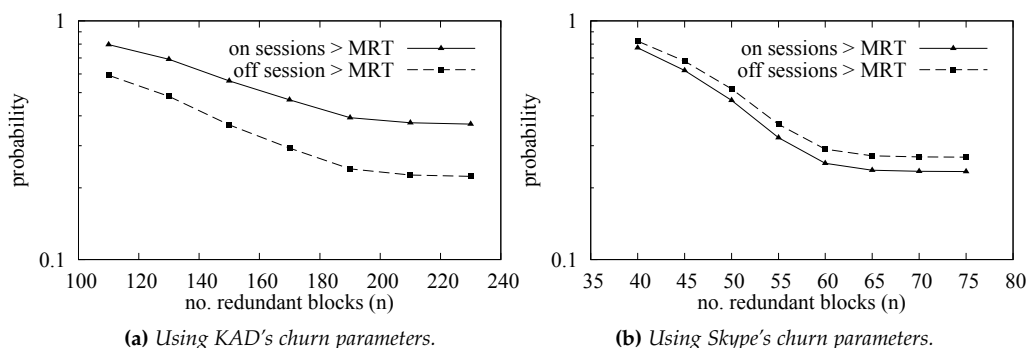 1
on sessions > MRT
off session > MRT
probability
0.1
100 120 140 160 180 200 220 240
no. redundant blocks (n)
(a) Using KAD's churn parameters.
1
on sessions > MRT
off sessions > MRT
probability
0.1
35 40 45 50 55 60 65 70 75 80
no. redundant blocks (n)
(b) Using Skype's churn parameters.